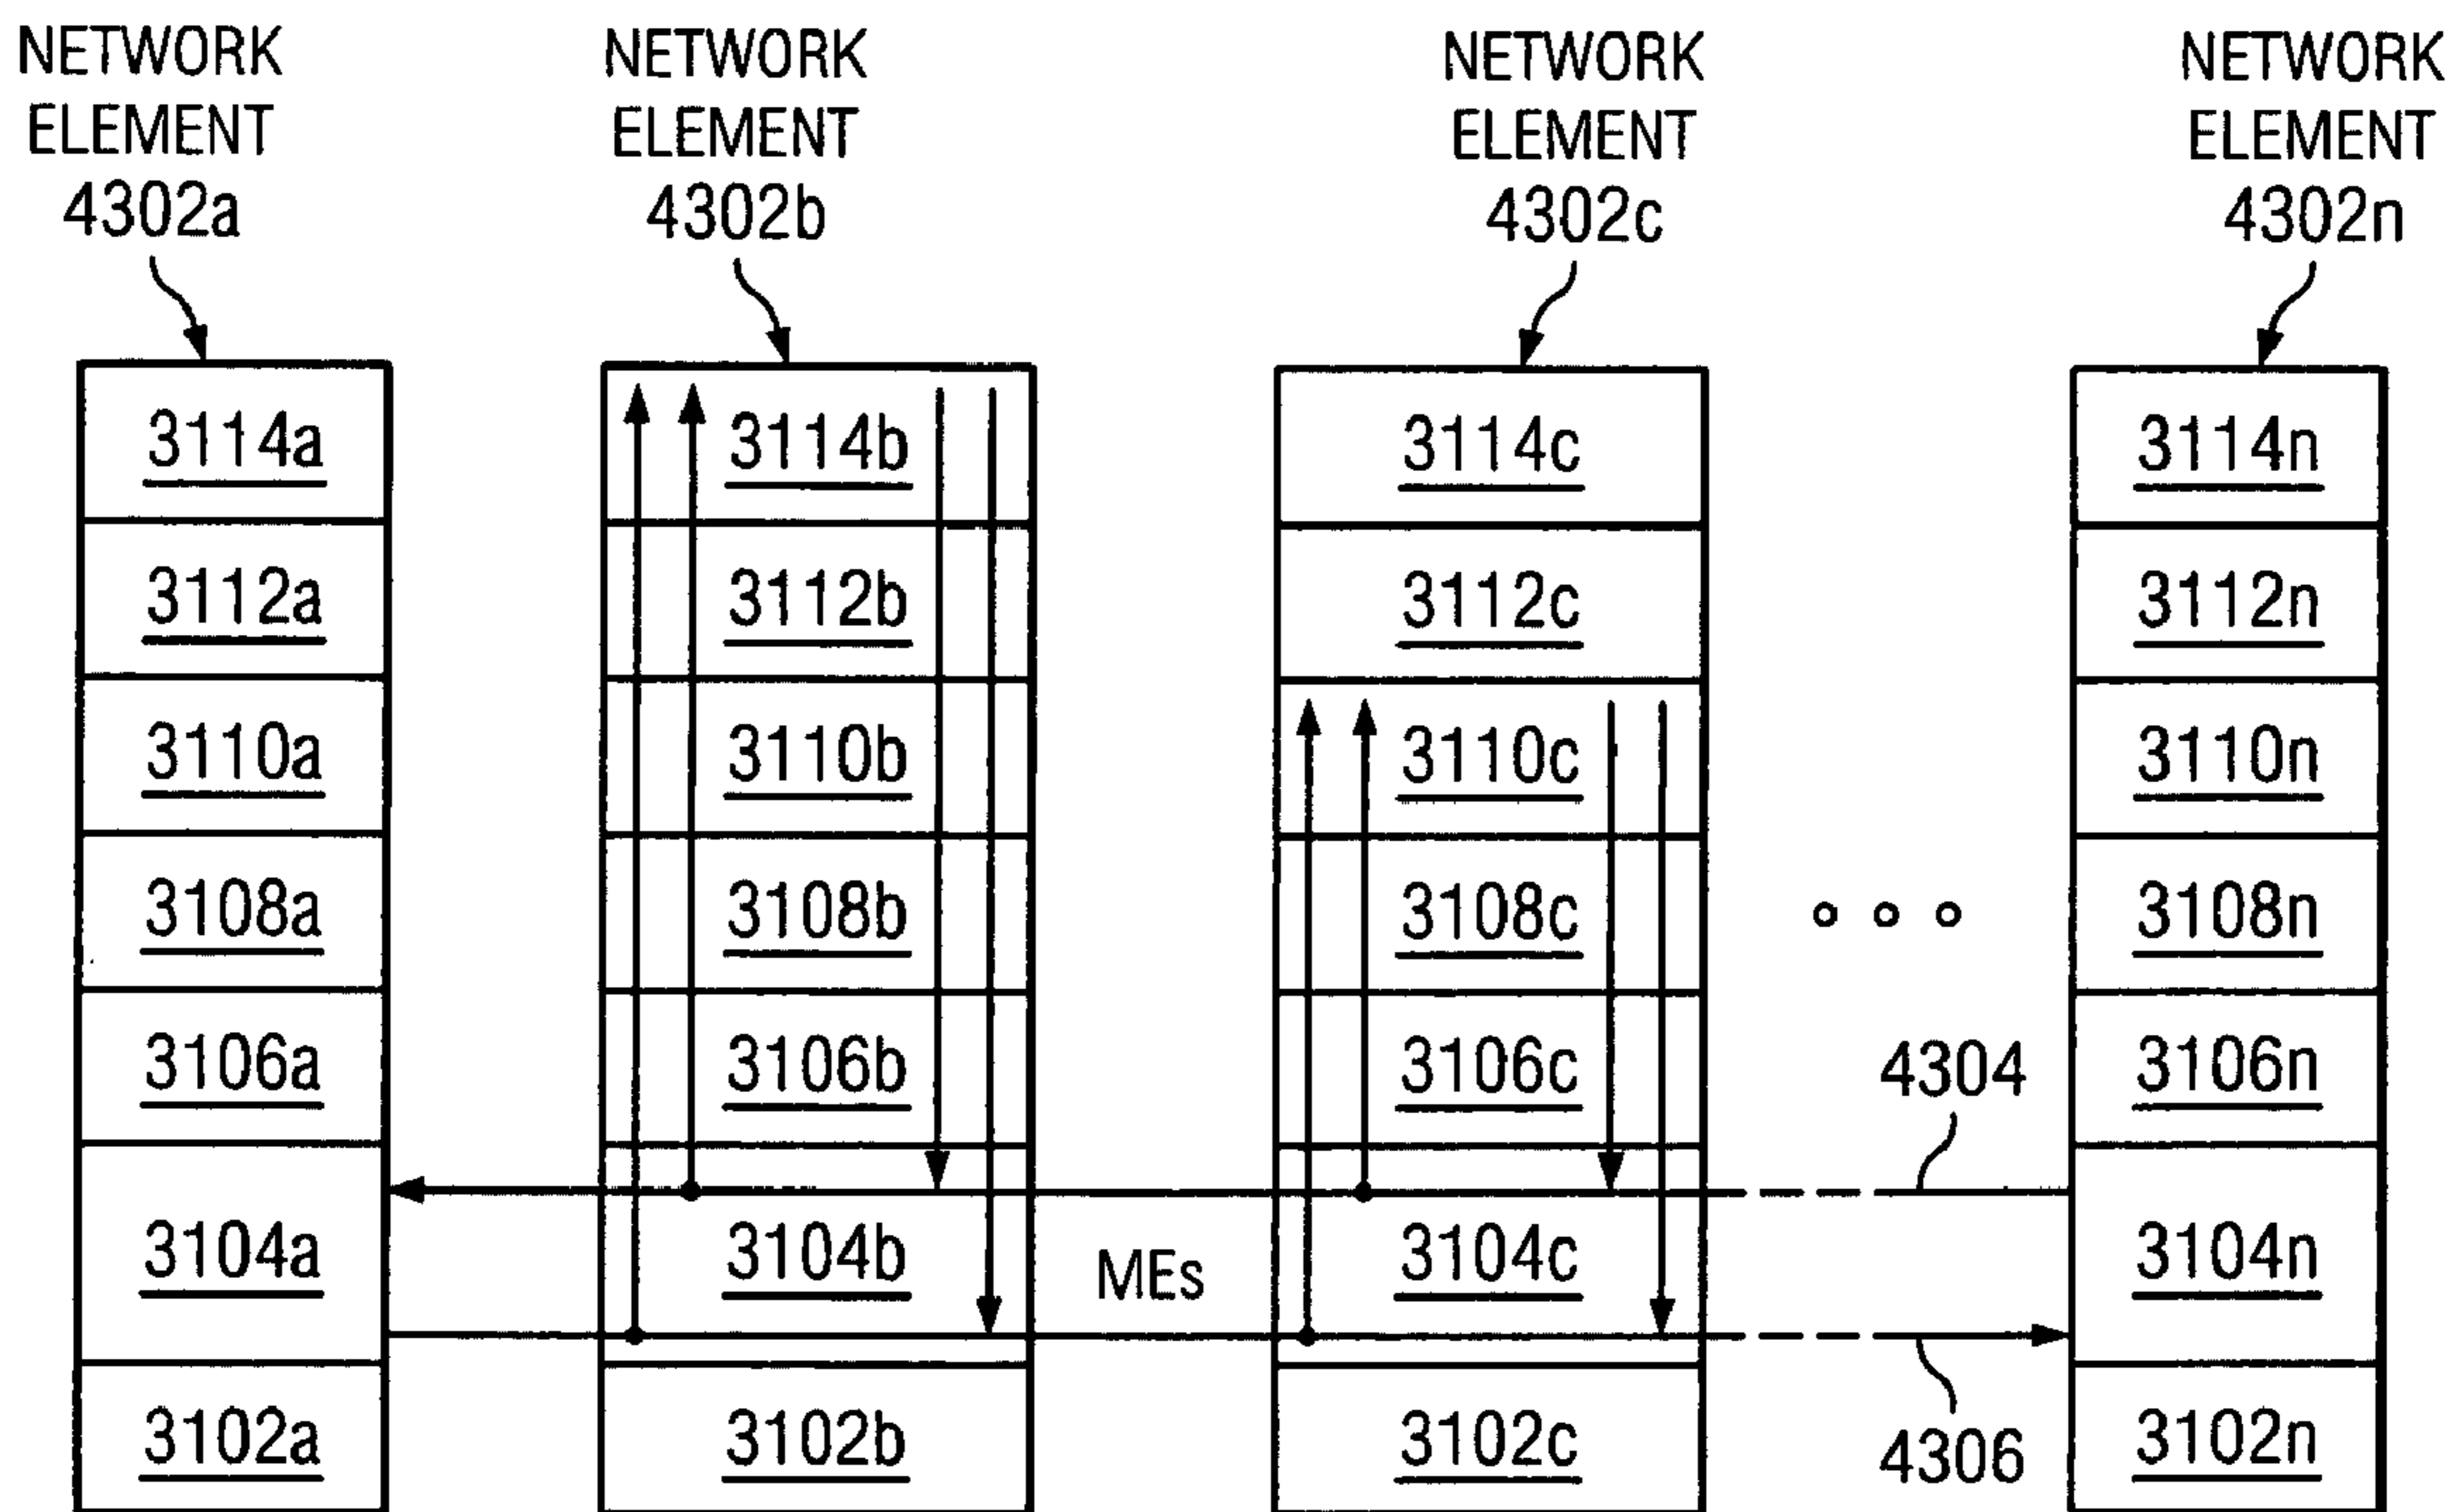 NETWORK
ELEMENT
4302a
NETWORK
ELEMENT
4302b
NETWORK
ELEMENT
4302c
NETWORK
ELEMENT
4302n
3114a
3114b
3114c
3114n
3112a
3112b
3112c
3112n
3110a
3110b
3110c
3110n
3108a
3108b
3108c
3108n
3106a
3106b
3106c
4304
3106n
3104a
3104b
MEs
3104c
3104n
3102a
3102b
3102c
4306
3102n